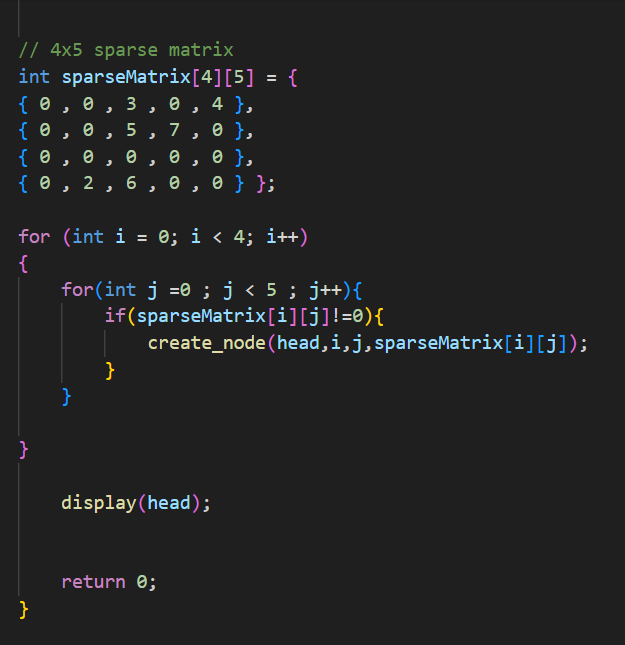 // 4x5 sparse matrix
int sparseMatrix[4][5] = {
{ 0 , 0 , 3 , 0 , 4 },
{ 0 , 0 , 5 , 7 , 0 },
{ 0 , 0 , 0 , 0 , 0 },
{ 0 , 2 , 6 , 0 , 0 } };
for (int i = 0; i < 4; i++)
{
for(int j =0 ; j < 5 ; j++){
if(sparseMatrix[i][j]!=0){
create_node(head,i,j,sparseMatrix[i][j]);
}
}
}
display(head);
return 0;
}